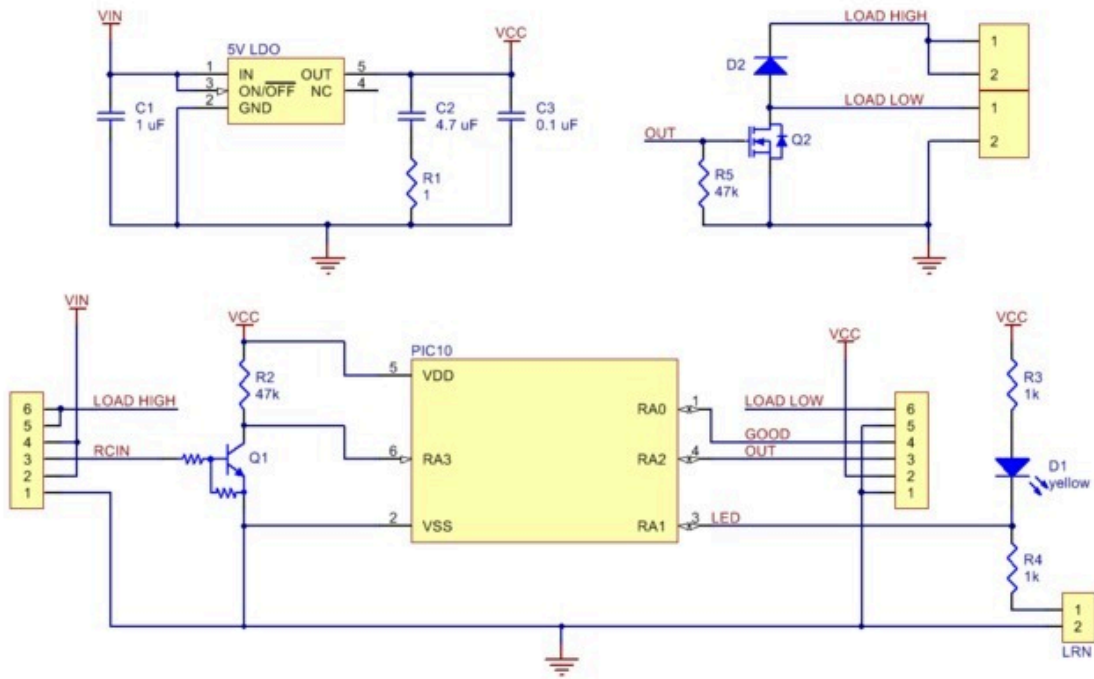 VIN
5V LDO
VCC
1 IN OUT 5
3 ON/OFF NC 4
2 GND
C1
1 uF
C2
4.7 uF
C3
0.1 uF
R1
1
LOAD HIGH
D2
1
2
LOAD LOW
1
2
OUT
Q2
R5
47k
VIN
VCC
R2
47k
PIC10
5 VDD
6 RA3
2 VSS
RA0 1
RA2 4
RA1 3
6
5
4
3
2
1
LOAD HIGH
RCIN
Q1
VCC
LOAD LOW
GOOD
OUT
LED
6
5
4
3
2
1
VCC
R3
1k
D1
yellow
R4
1k
1
2
LRN